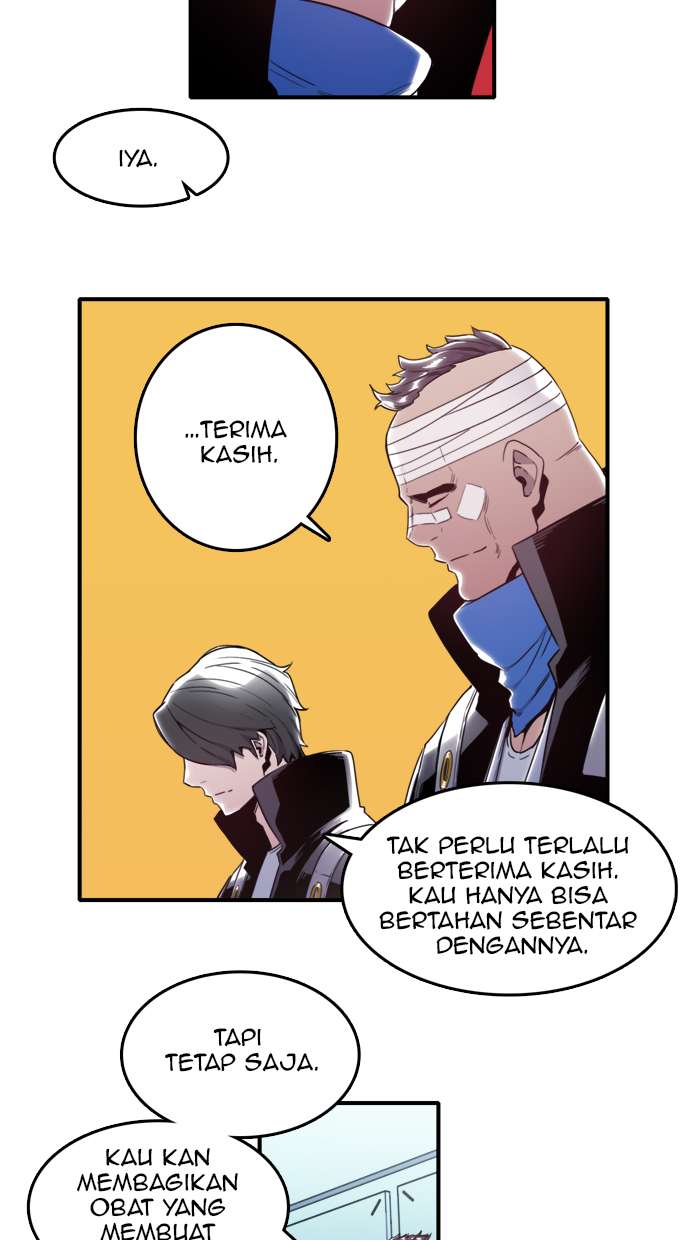 IYA.
...TERIMA
KASIH.
TAK PERLU TERLALU
BERTERIMA KASIH.
KAU HANYA BISA
BERTAHAN SEBENTAR
DENGANNYA.
TAPI
TETAP SAJA.
KAU KAN
MEMBAGIKAN
OBAT YANG
MEMBUAT